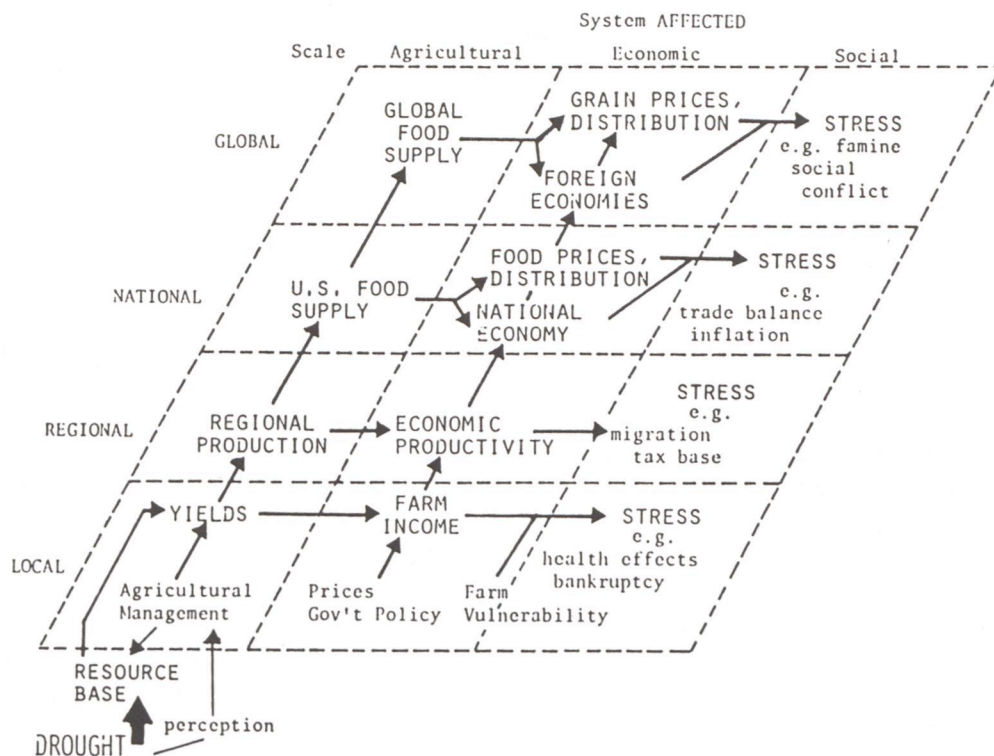 System AFFECTED
Scale Agricultural Economic Social
GLOBAL
GLOBAL
FOOD
SUPPLY
GRAIN PRICES,
DISTRIBUTION
FOREIGN
ECONOMIES
STRESS
e.g. famine
social
conflict
NATIONAL
U.S. FOOD
SUPPLY
FOOD PRICES,
DISTRIBUTION
NATIONAL
ECONOMY
STRESS
e.g.
trade balance
inflation
REGIONAL
REGIONAL
PRODUCTION
ECONOMIC
PRODUCTIVITY
STRESS
e.g.
migration
tax base
LOCAL
YIELDS
FARM
INCOME
STRESS
e.g.
health effects
bankruptcy
Agricultural
Management
Prices
Gov't Policy
Farm
Vulnerability
RESOURCE
BASE
perception
DROUGHT